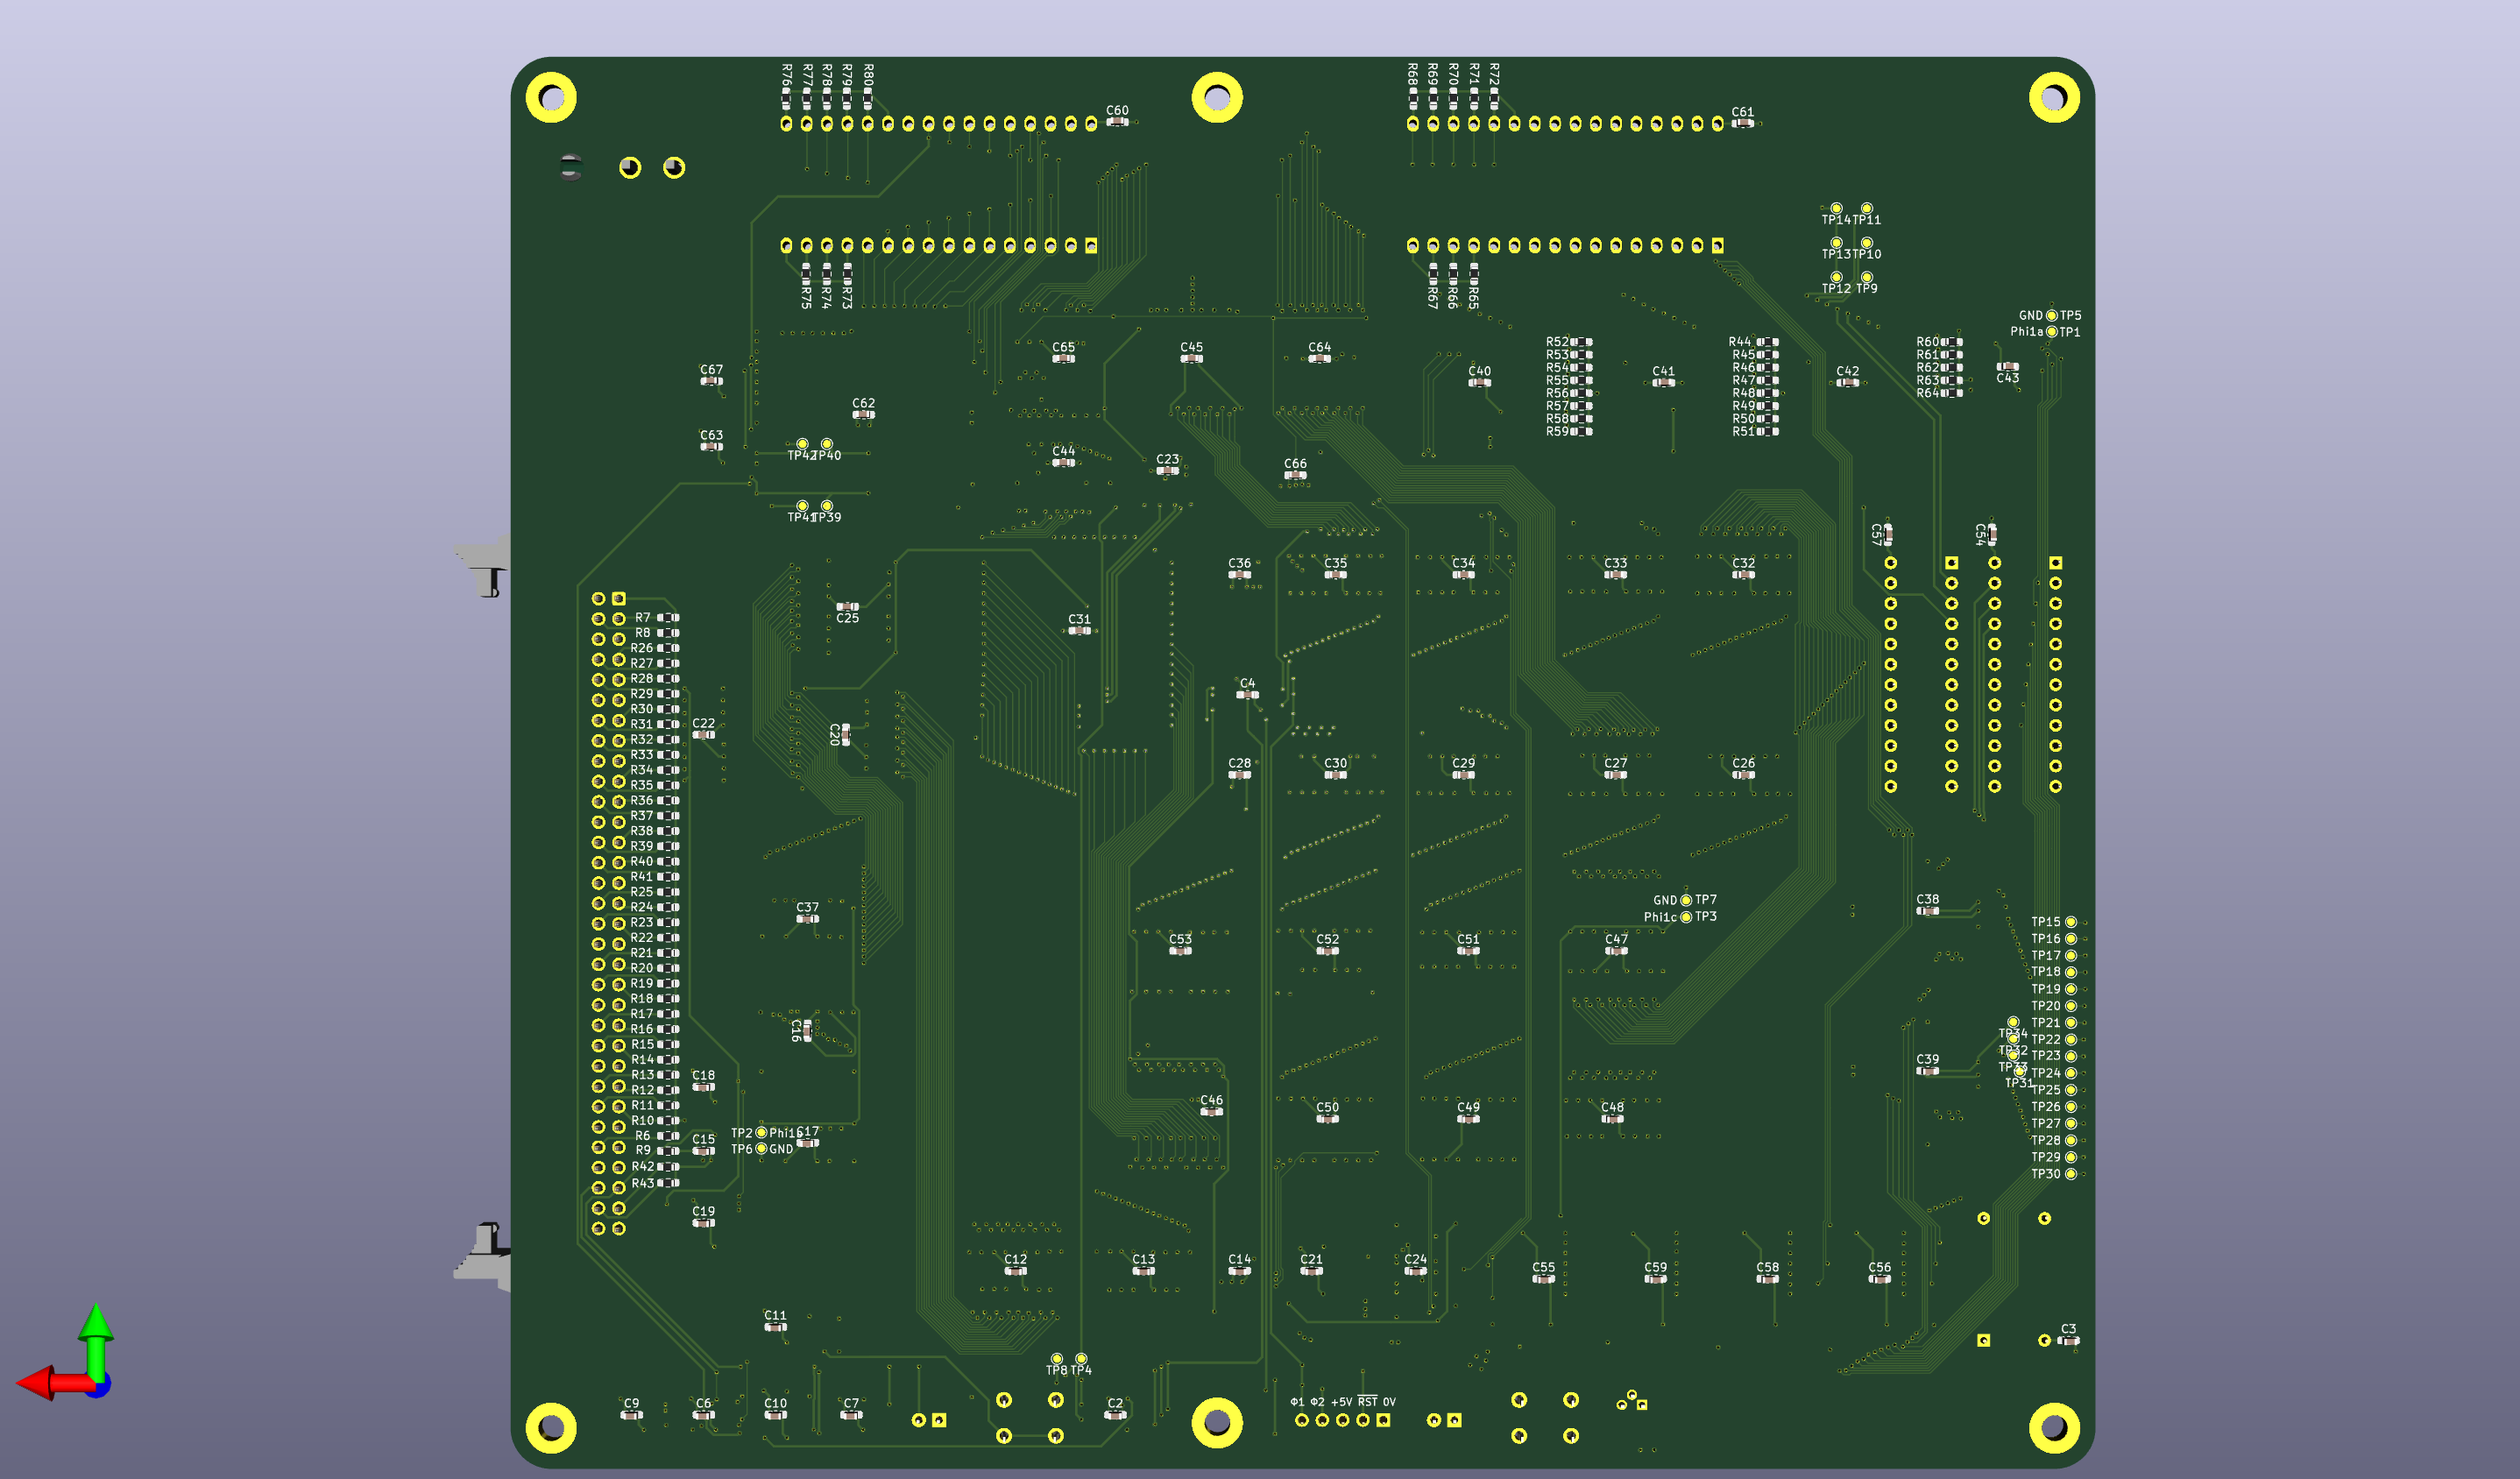 R76 R77 R78 R79 R80
R68 R69 R70 R71 R72
C60
C61
TP14 TP11
TP13 TP10
TP12 TP9
R75 R74 R73
R67 R66 R65
GND TP5
Phi1a TP1
C67
C65
C45
C64
C40
R52
R53
R54
R55
R56
R57
R58
R59
C41
R44
R45
R46
R47
R48
R49
R50
R51
C42
R60
R61
R62
R63
R64
C43
C62
C63
TP42 TP40
C44
C23
C66
TP41 TP39
C57
C54
C36
C35
C34
C33
C32
C25
C31
R7
R8
R26
R27
R28
R29
R30
R31
R32
R33
R34
R35
R36
R37
R38
R39
R40
R41
R25
R24
R23
R22
R21
R20
R19
R18
R17
R16
R15
R14
R13
R12
R11
R10
R6
R9
R42
R43
C4
C22
C20
C28
C30
C29
C27
C26
C37
GND TP7
Phi1c TP3
C38
C53
C52
C51
C47
TP15
TP16
TP17
TP18
TP19
TP20
TP21
TP22
TP23
TP24
TP25
TP26
TP27
TP28
TP29
TP30
TP34
TP32
TP33
TP31
C16
C39
C18
C46
C50
C49
C48
TP2 Phi1b
TP6 GND
C17
C15
C19
C12
C13
C14
C21
C24
C55
C59
C58
C56
C11
C3
TP8 TP4
C9
C6
C10
C7
C2
Φ1 Φ2 +5V RST 0V